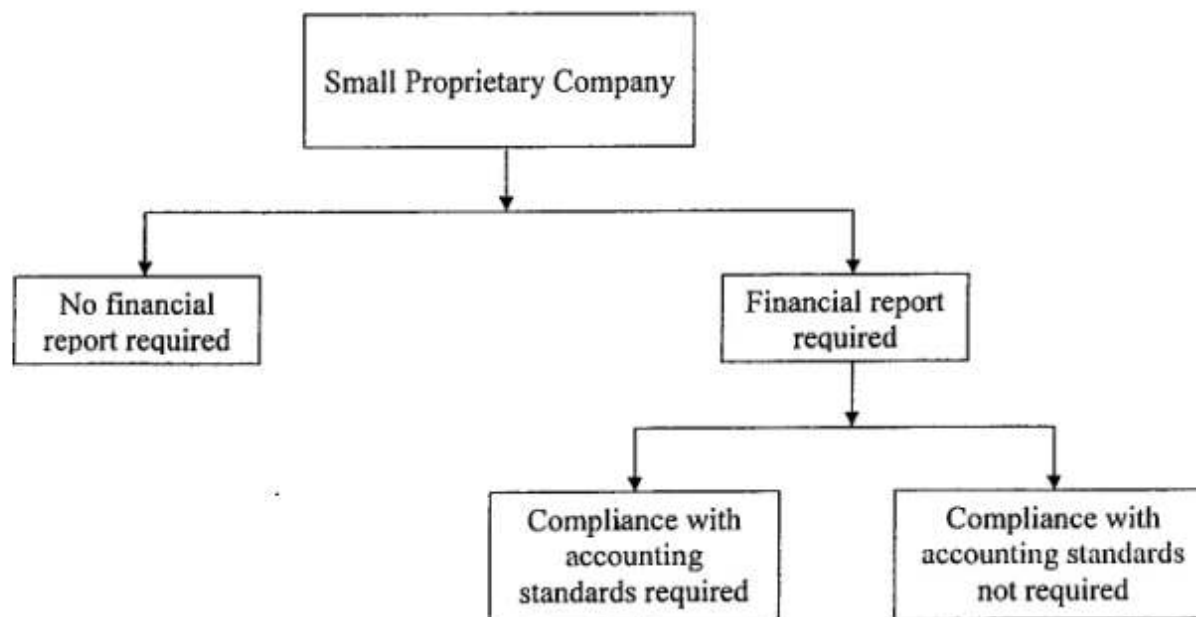 Small Proprietary Company
No financial
report required
Financial report
required
Compliance with
accounting
standards required
Compliance with
accounting standards
not required